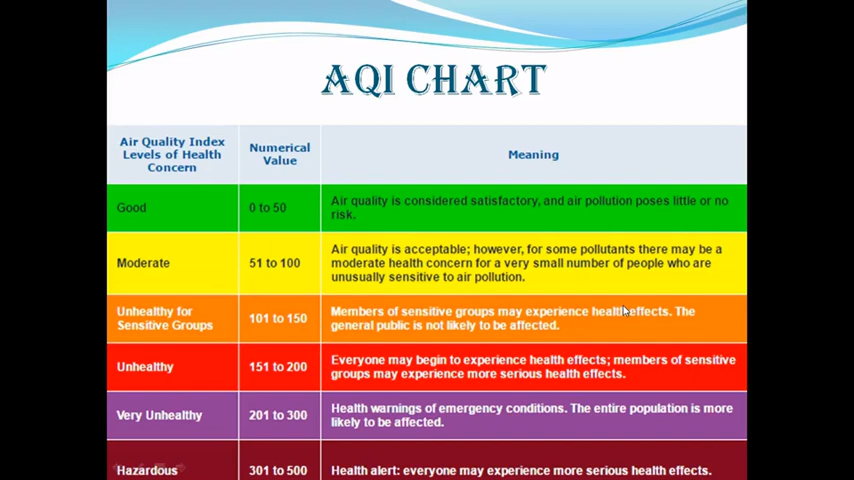 AQI CHART
Air Quality Index
Levels of Health
Concern
Numerical
Value
Meaning
Good
0 to 50
Air quality is considered satisfactory, and air pollution poses little or no
risk.
Moderate
51 to 100
Air quality is acceptable; however, for some pollutants there may be a
moderate health concern for a very small number of people who are
unusually sensitive to air pollution.
Unhealthy for
Sensitive Groups
101 to 150
Members of sensitive groups may experience health effects. The
general public is not likely to be affected.
Unhealthy
151 to 200
Everyone may begin to experience health effects; members of sensitive
groups may experience more serious health effects.
Very Unhealthy
201 to 300
Health warnings of emergency conditions. The entire population is more
likely to be affected.
Hazardous
301 to 500
Health alert: everyone may experience more serious health effects.